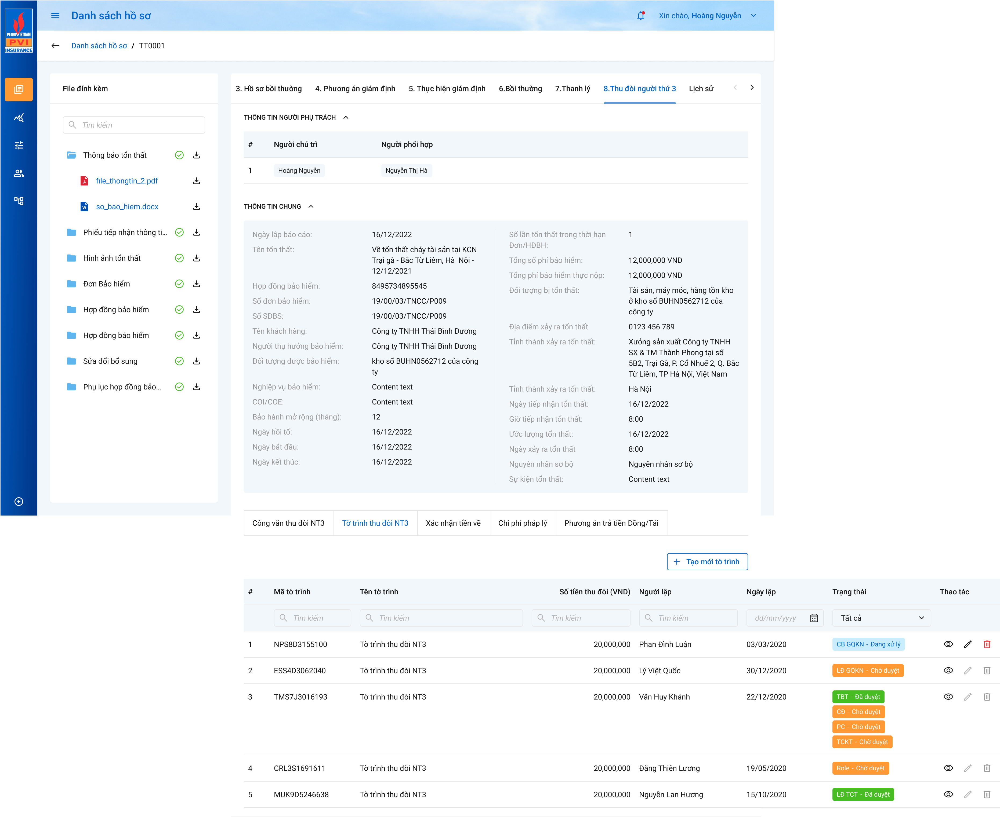 PETROVIETNAM
PVI
INSURANCE
Danh sách hồ sơ
Xin chào, Hoàng Nguyễn
Danh sách hồ sơ / TT0001
File đính kèm
Tìm kiếm
Thông báo tổn thất
file_thongtin_2.pdf
so_bao_hiem.docx
Phiếu tiếp nhận thông ti...
Hình ảnh tổn thất
Đơn Bảo hiểm
Hợp đồng bảo hiểm
Hợp đồng bảo hiểm
Sửa đổi bổ sung
Phụ lục hợp đồng bảo...
3. Hồ sơ bồi thường 4. Phương án giám định 5. Thực hiện giám định 6.Bồi thường 7.Thanh lý 8.Thu đòi người thứ 3 Lịch sử
THÔNG TIN NGƯỜI PHỤ TRÁCH
# Người chủ trì Người phối hợp
1 Hoàng Nguyễn Nguyễn Thị Hà
THÔNG TIN CHUNG
Ngày lập báo cáo: 16/12/2022
Tên tổn thất: Về tổn thất cháy tài sản tại KCN
Trại gà - Bắc Từ Liêm, Hà Nội -
12/12/2021
Hợp đồng bảo hiểm: 8495734895545
Số đơn bảo hiểm: 19/00/03/TNCC/P009
Số SĐBS: 19/00/03/TNCC/P009
Tên khách hàng: Công ty TNHH Thái Bình Dương
Người thụ hưởng bảo hiểm: Công ty TNHH Thái Bình Dương
Đối tượng được bảo hiểm: kho số BUHN0562712 của công
ty
Nghiệp vụ bảo hiểm: Content text
COI/COE: Content text
Bảo hành mở rộng (tháng): 12
Ngày hồi tố: 16/12/2022
Ngày bắt đầu: 16/12/2022
Ngày kết thúc: 16/12/2022
Số lần tổn thất trong thời hạn 1
Đơn/HĐBH:
Tổng số phí bảo hiểm: 12,000,000 VND
Tổng phí bảo hiểm thực nộp: 12,000,000 VND
Đối tượng bị tổn thất: Tài sản, máy móc, hàng tồn kho
ở kho số BUHN0562712 của
công ty
Địa điểm xảy ra tổn thất 0123 456 789
Tỉnh thành xảy ra tổn thất: Xưởng sản xuất Công ty TNHH
SX & TM Thành Phong tại số
5B2, Trại Gà, P. Cổ Nhuế 2, Q. Bắc
Từ Liêm, TP Hà Nội, Việt Nam
Tỉnh thành xảy ra tổn thất: Hà Nội
Ngày tiếp nhận tổn thất: 16/12/2022
Giờ tiếp nhận tổn thất: 8:00
Ước lượng tổn thất: 16/12/2022
Ngày xảy ra tổn thất 8:00
Nguyên nhân sơ bộ Nguyên nhân sơ bộ
Sự kiện tổn thất: Content text
Công văn thu đòi NT3 Tờ trình thu đòi NT3 Xác nhận tiền về Chi phí pháp lý Phương án trả tiền Đồng/Tái
Tạo mới tờ trình
# Mã tờ trình Tên tờ trình Số tiền thu đòi (VND) Người lập Ngày lập Trạng thái Thao tác
Tìm kiếm Tìm kiếm Tìm kiếm Tìm kiếm dd/mm/yyyy Tất cả
1 NPS8D3155100 Tờ trình thu đòi NT3 20,000,000 Phan Đình Luận 03/03/2020 CB GQKN - Đang xử lý
2 ESS4D3062040 Tờ trình thu đòi NT3 20,000,000 Lý Việt Quốc 30/12/2020 LĐ GQKN - Chờ duyệt
3 TMS7J3016193 Tờ trình thu đòi NT3 20,000,000 Văn Huy Khánh 22/12/2020 TBT - Đã duyệt
CĐ - Chờ duyệt
PC - Chờ duyệt
TCKT - Chờ duyệt
4 CRL3S1691611 Tờ trình thu đòi NT3 20,000,000 Đặng Thiên Lương 19/05/2020 Role - Chờ duyệt
5 MUK9D5246638 Tờ trình thu đòi NT3 20,000,000 Nguyễn Lan Hương 15/10/2020 LĐ TCT - Đã duyệt